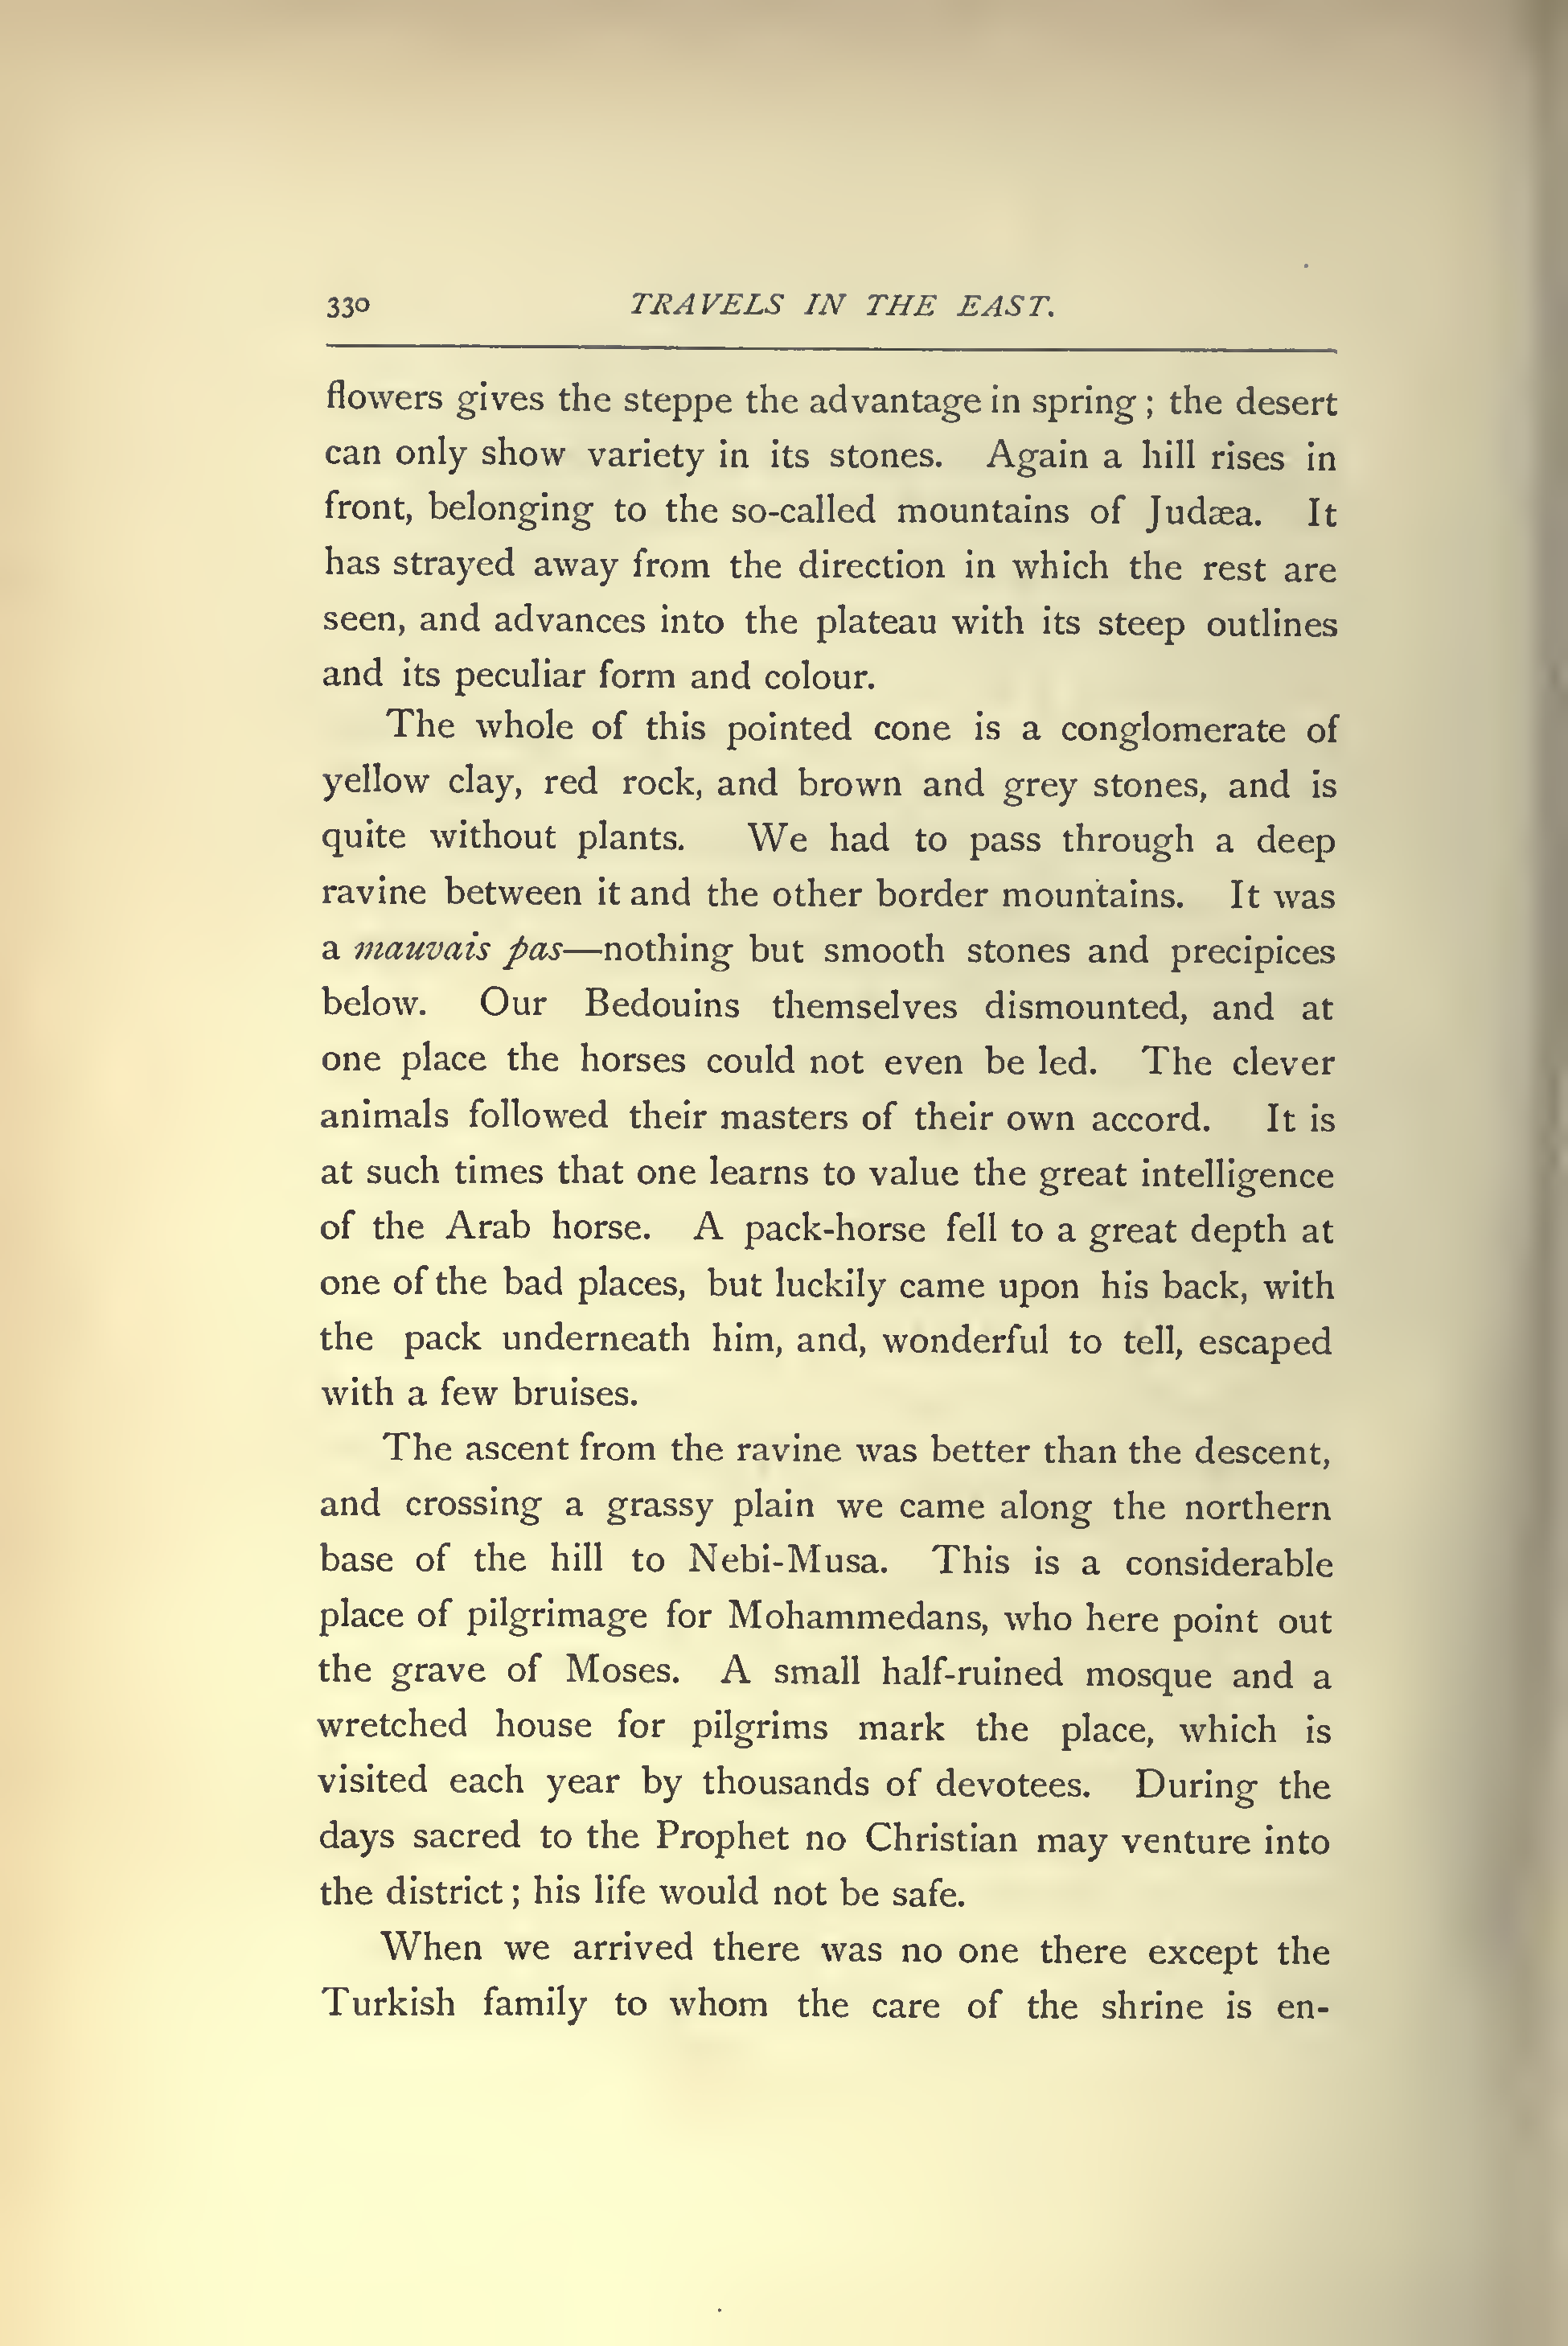 330 TRAVELS IN THE EAST.
flowers gives the steppe the advantage in spring ; the desert
can only show variety in its stones. Again a hill rises in
front, belonging to the so-called mountains of Judæa. It
has strayed away from the direction in which the rest are
seen, and advances into the plateau with its steep outlines
and its peculiar form and colour.
The whole of this pointed cone is a conglomerate of
yellow clay, red rock, and brown and grey stones, and is
quite without plants. We had to pass through a deep
ravine between it and the other border mountains. It was
a mauvais pas—nothing but smooth stones and precipices
below. Our Bedouins themselves dismounted, and at
one place the horses could not even be led. The clever
animals followed their masters of their own accord. It is
at such times that one learns to value the great intelligence
of the Arab horse. A pack-horse fell to a great depth at
one of the bad places, but luckily came upon his back, with
the pack underneath him, and, wonderful to tell, escaped
with a few bruises.
The ascent from the ravine was better than the descent,
and crossing a grassy plain we came along the northern
base of the hill to Nebi-Musa. This is a considerable
place of pilgrimage for Mohammedans, who here point out
the grave of Moses. A small half-ruined mosque and a
wretched house for pilgrims mark the place, which is
visited each year by thousands of devotees. During the
days sacred to the Prophet no Christian may venture into
the district ; his life would not be safe.
When we arrived there was no one there except the
Turkish family to whom the care of the shrine is en-